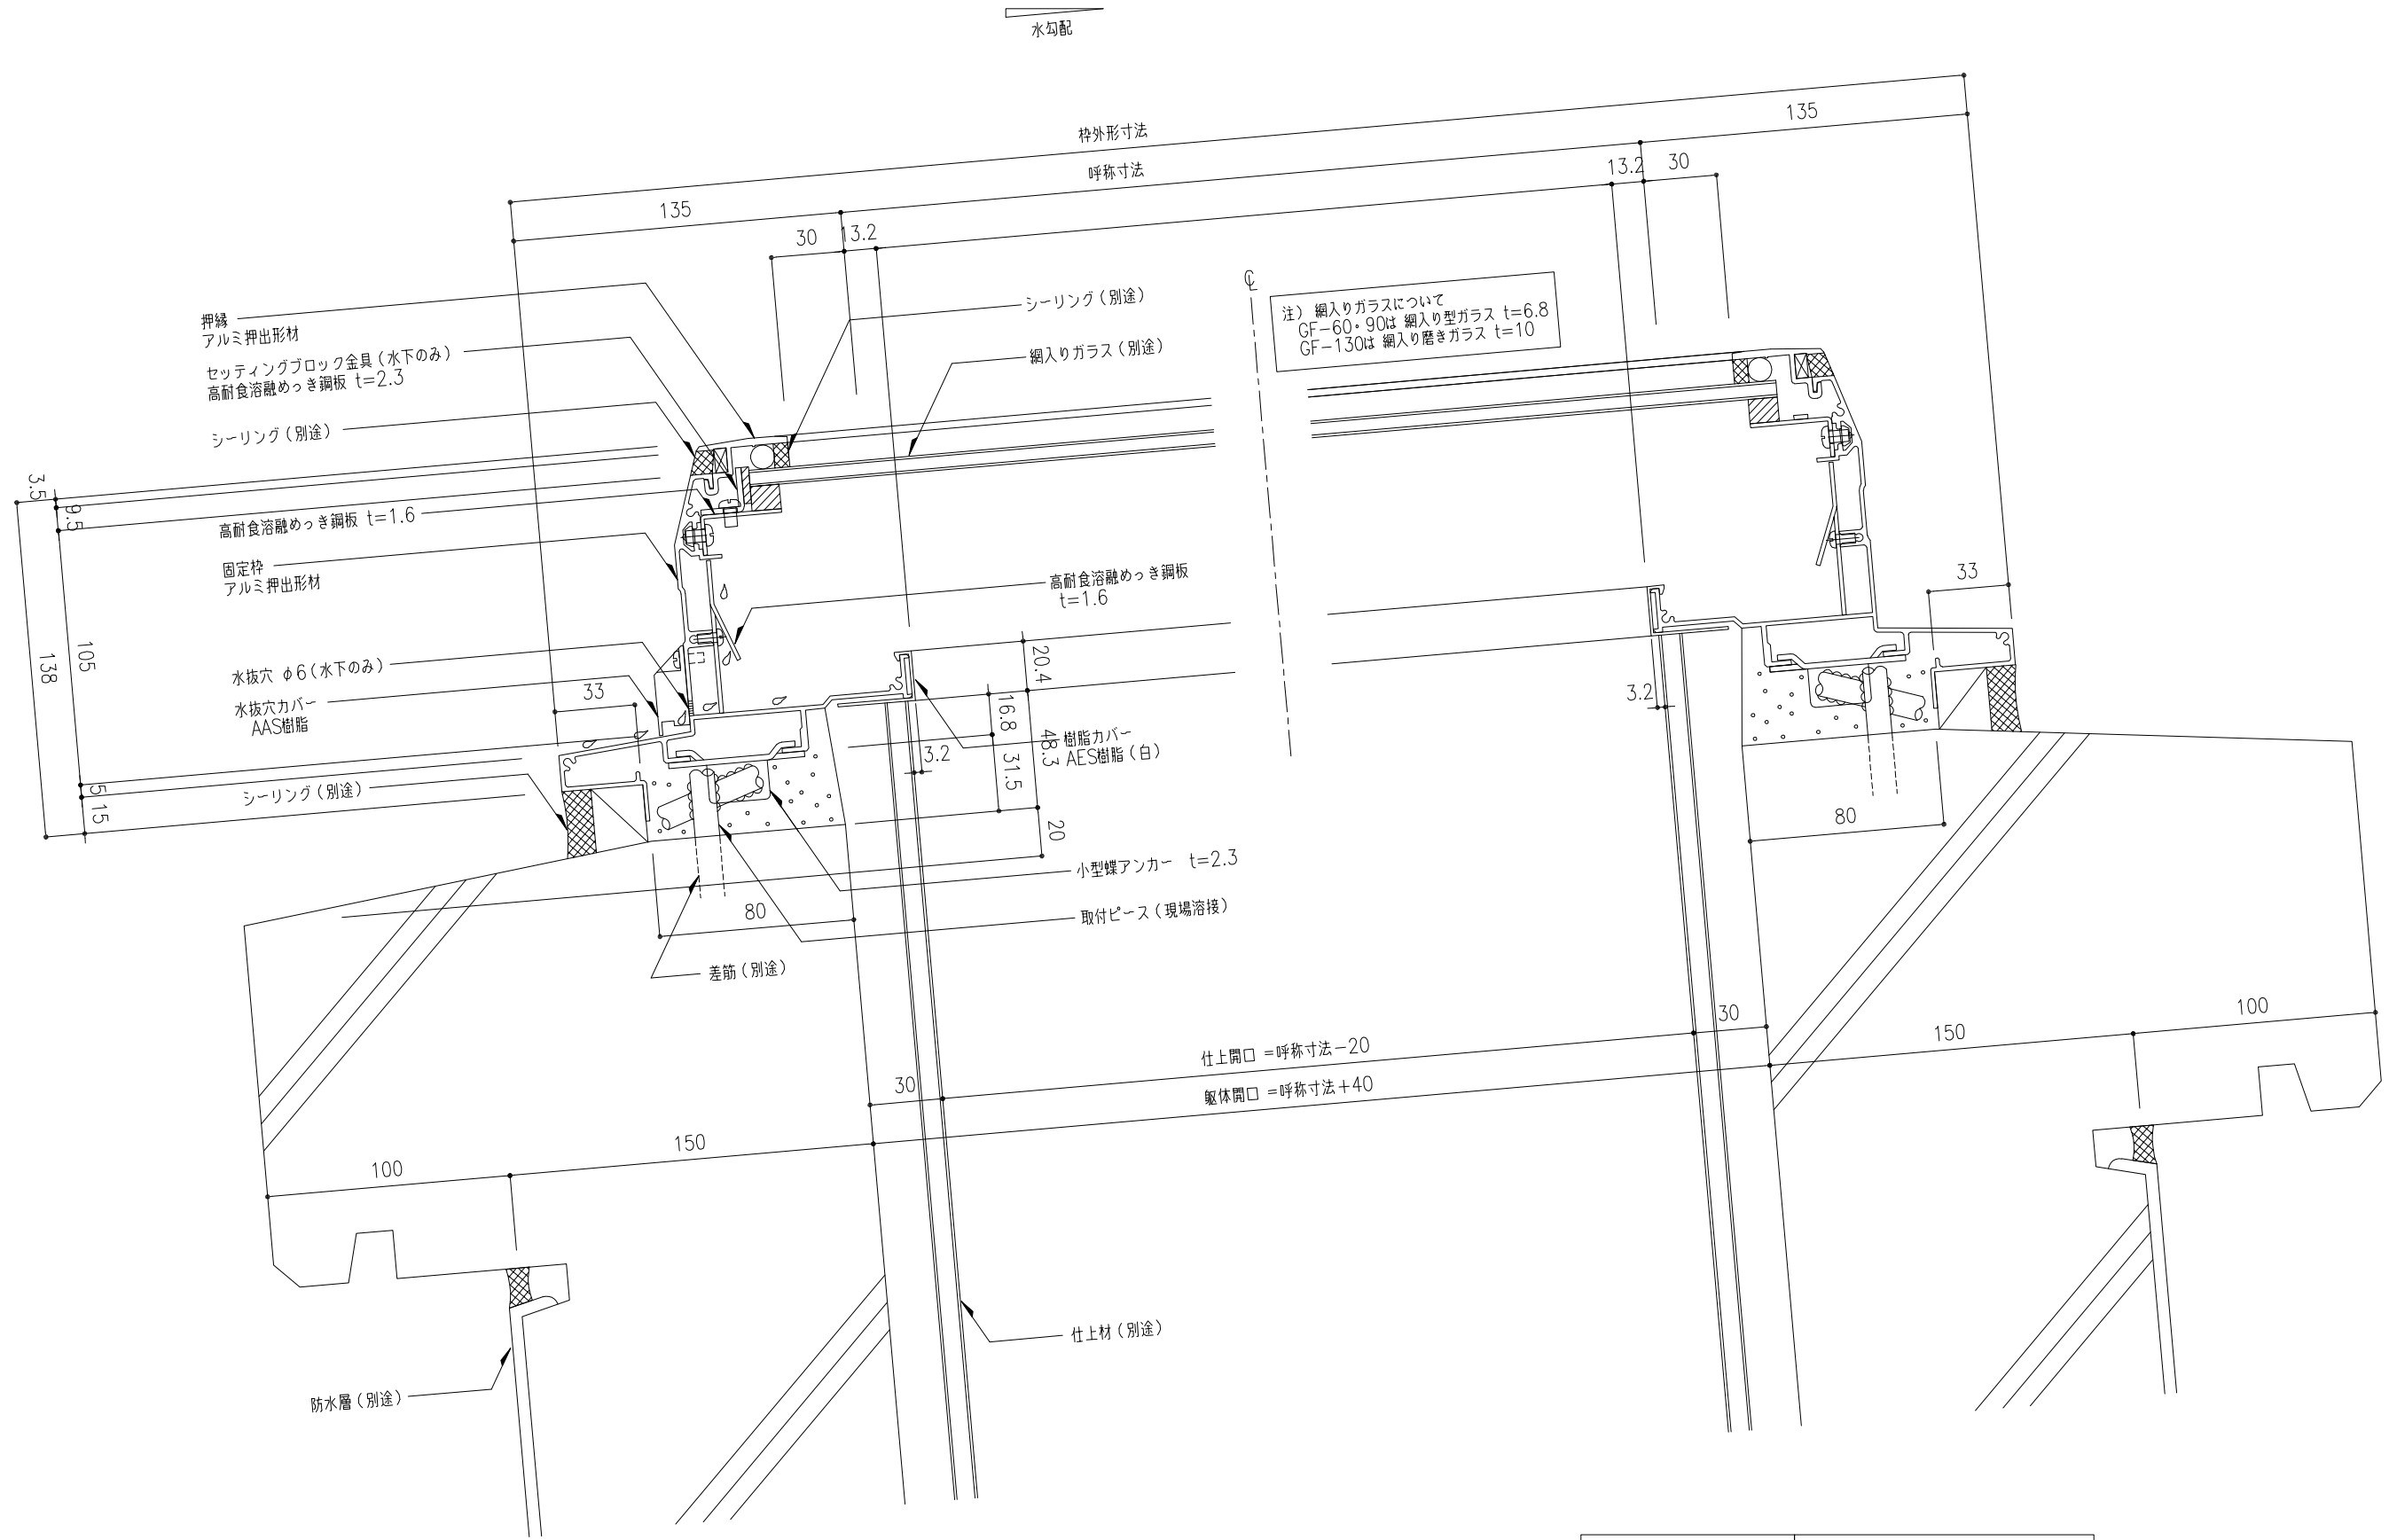 水勾配
枠外形寸法
135
呼称寸法
13.2
30
135
30
13.2
押縁
アルミ押出形材
セッティングブロック金具（水下のみ）
高耐食溶融めっき鋼板 t=2.3
シーリング（別途）
高耐食溶融めっき鋼板 t=1.6
固定枠
アルミ押出形材
水抜穴 φ6（水下のみ）
水抜穴カバー
AAS樹脂
シーリング（別途）
3.5
9.5
105
138
5
15
シーリング（別途）
網入りガラス（別途）
℄
注） 網入りガラスについて
GF-60・90は 網入り型ガラス t=6.8
GF-130は 網入り磨きガラス t=10
高耐食溶融めっき鋼板
t=1.6
33
33
20.4
16.8
48.3
31.5
20
3.2
3.2
樹脂カバー
AES樹脂（白）
小型蝶アンカー t=2.3
取付ピース（現場溶接）
差筋（別途）
80
80
30
仕上開口 =呼称寸法-20
30
躯体開口 =呼称寸法+40
100
150
150
100
仕上材（別途）
防水層（別途）